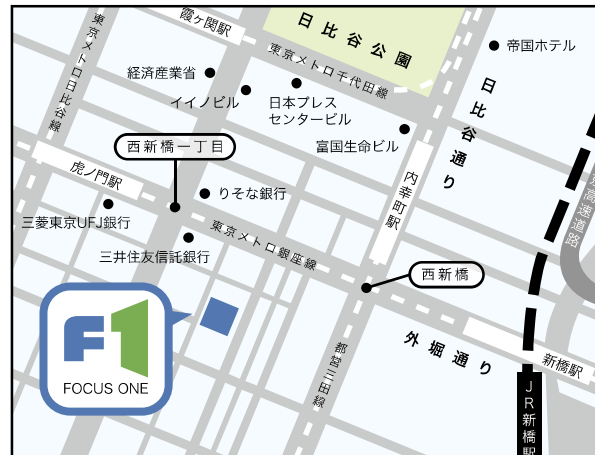 霞ヶ関駅
日比谷公園
東京メトロ日比谷線
東京メトロ千代田線
帝国ホテル
経済産業省
イイノビル
日本プレス
センタービル
日比谷通り
富国生命ビル
西新橋一丁目
虎ノ門駅
内幸町駅
りそな銀行
三菱東京UFJ銀行
東京メトロ銀座線
三井住友信託銀行
高速道路
西新橋
F1
FOCUS ONE
外堀通り
都営三田線
新橋駅
JR新橋駅